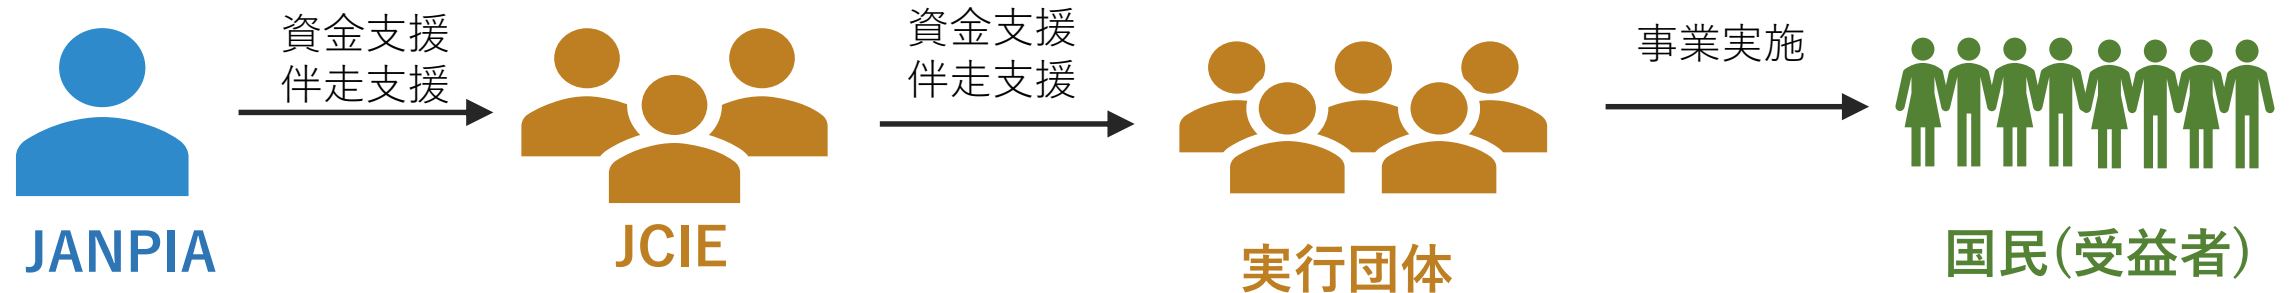 資金支援
伴走支援
資金支援
伴走支援
事業実施
JANPIA
JCIE
実行団体
国民(受益者)